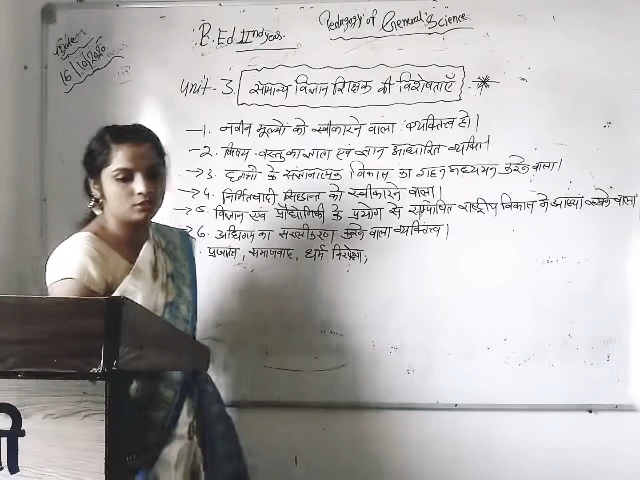 16/10/2020
B.Ed IInd year
Pedagogy of General Science
Unit - 3. सामान्य विज्ञान शिक्षक की विशेषताएँ
1. नवीन मूल्यों को स्वीकारने वाला व्यक्तित्व हो।
2. विषय वस्तु का ज्ञाता एवं ज्ञान आधारित व्यक्ति।
3. छात्रों के संज्ञानात्मक विकास का गहन अध्ययन करने वाला।
4. निर्मितवादी सिद्धान्त को स्वीकारने वाला।
5. विज्ञान एवं प्रौद्योगिकी के प्रयोग से सम्पादित राष्ट्रीय विकास में आस्था रखने वाला
6. अधिगम का सरलीकरण करने वाला व्यक्तित्व।
प्रजातंत्र, समाजवाद, धर्म निरपेक्ष,